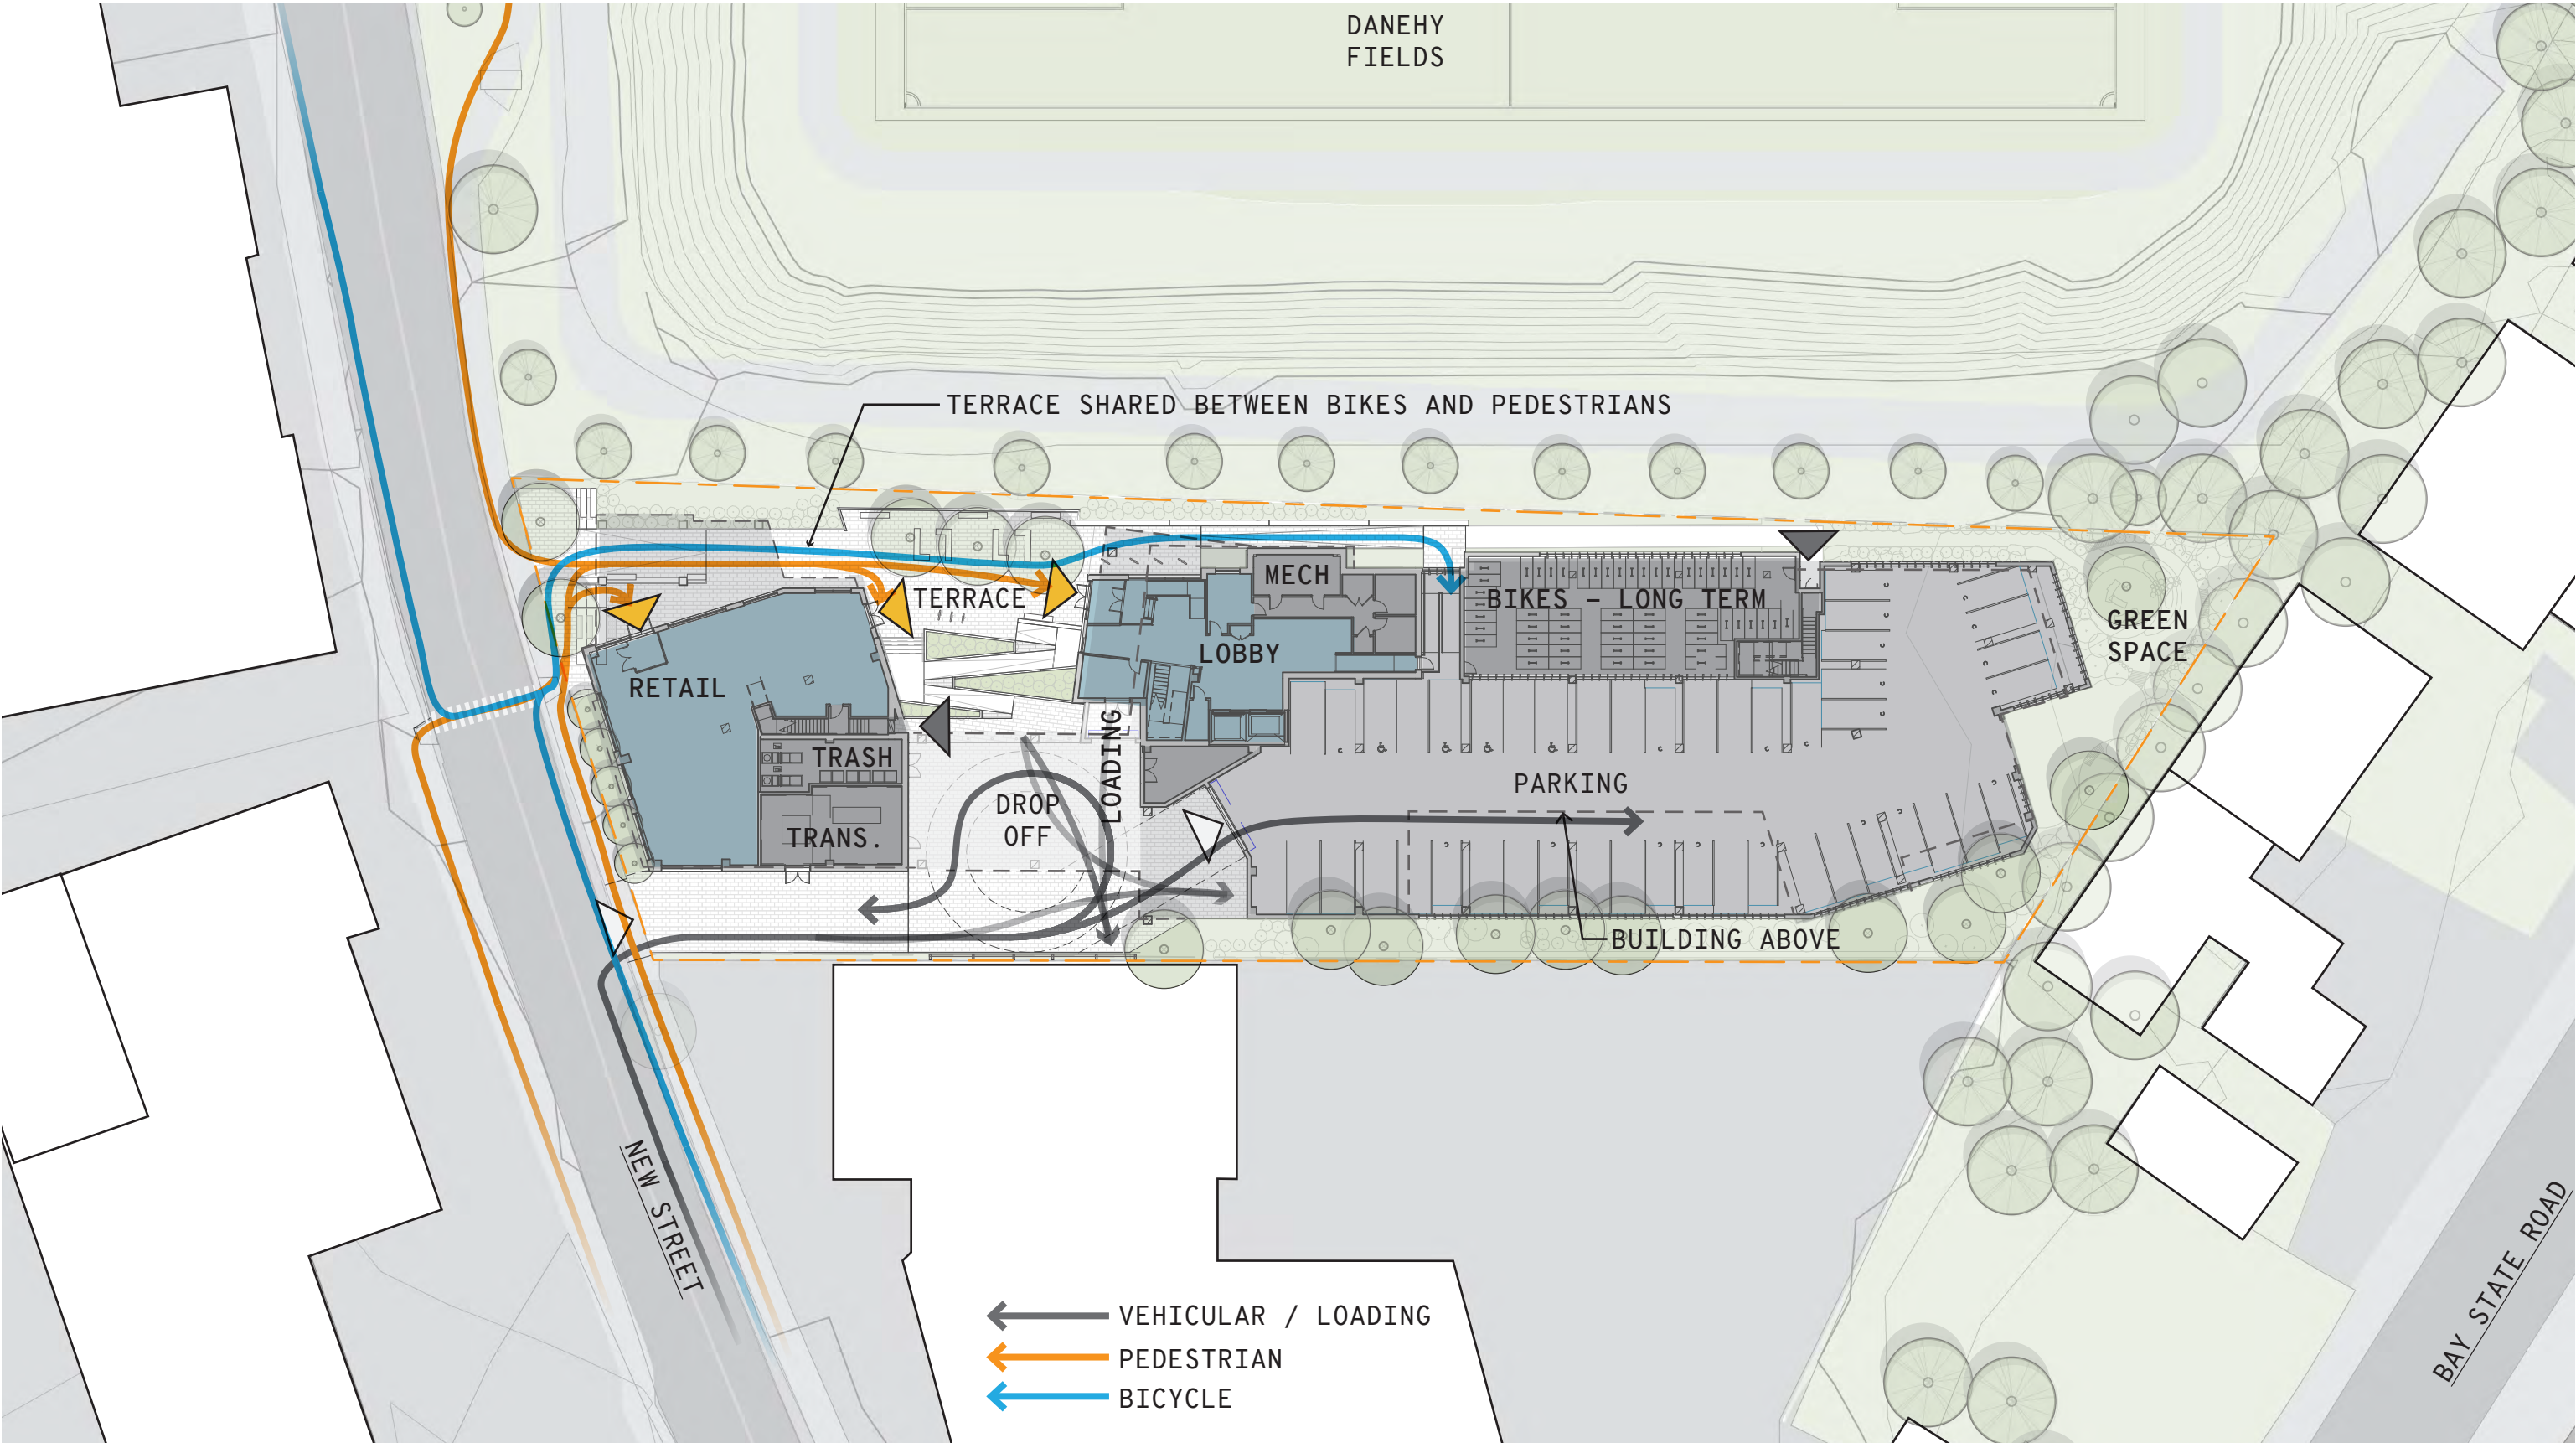 DANEHY
FIELDS
TERRACE SHARED BETWEEN BIKES AND PEDESTRIANS
MECH
TERRACE
BIKES – LONG TERM
GREEN
SPACE
LOBBY
RETAIL
LOADING
TRASH
PARKING
DROP
OFF
TRANS.
BUILDING ABOVE
NEW STREET
BAY STATE ROAD
VEHICULAR / LOADING
PEDESTRIAN
BICYCLE